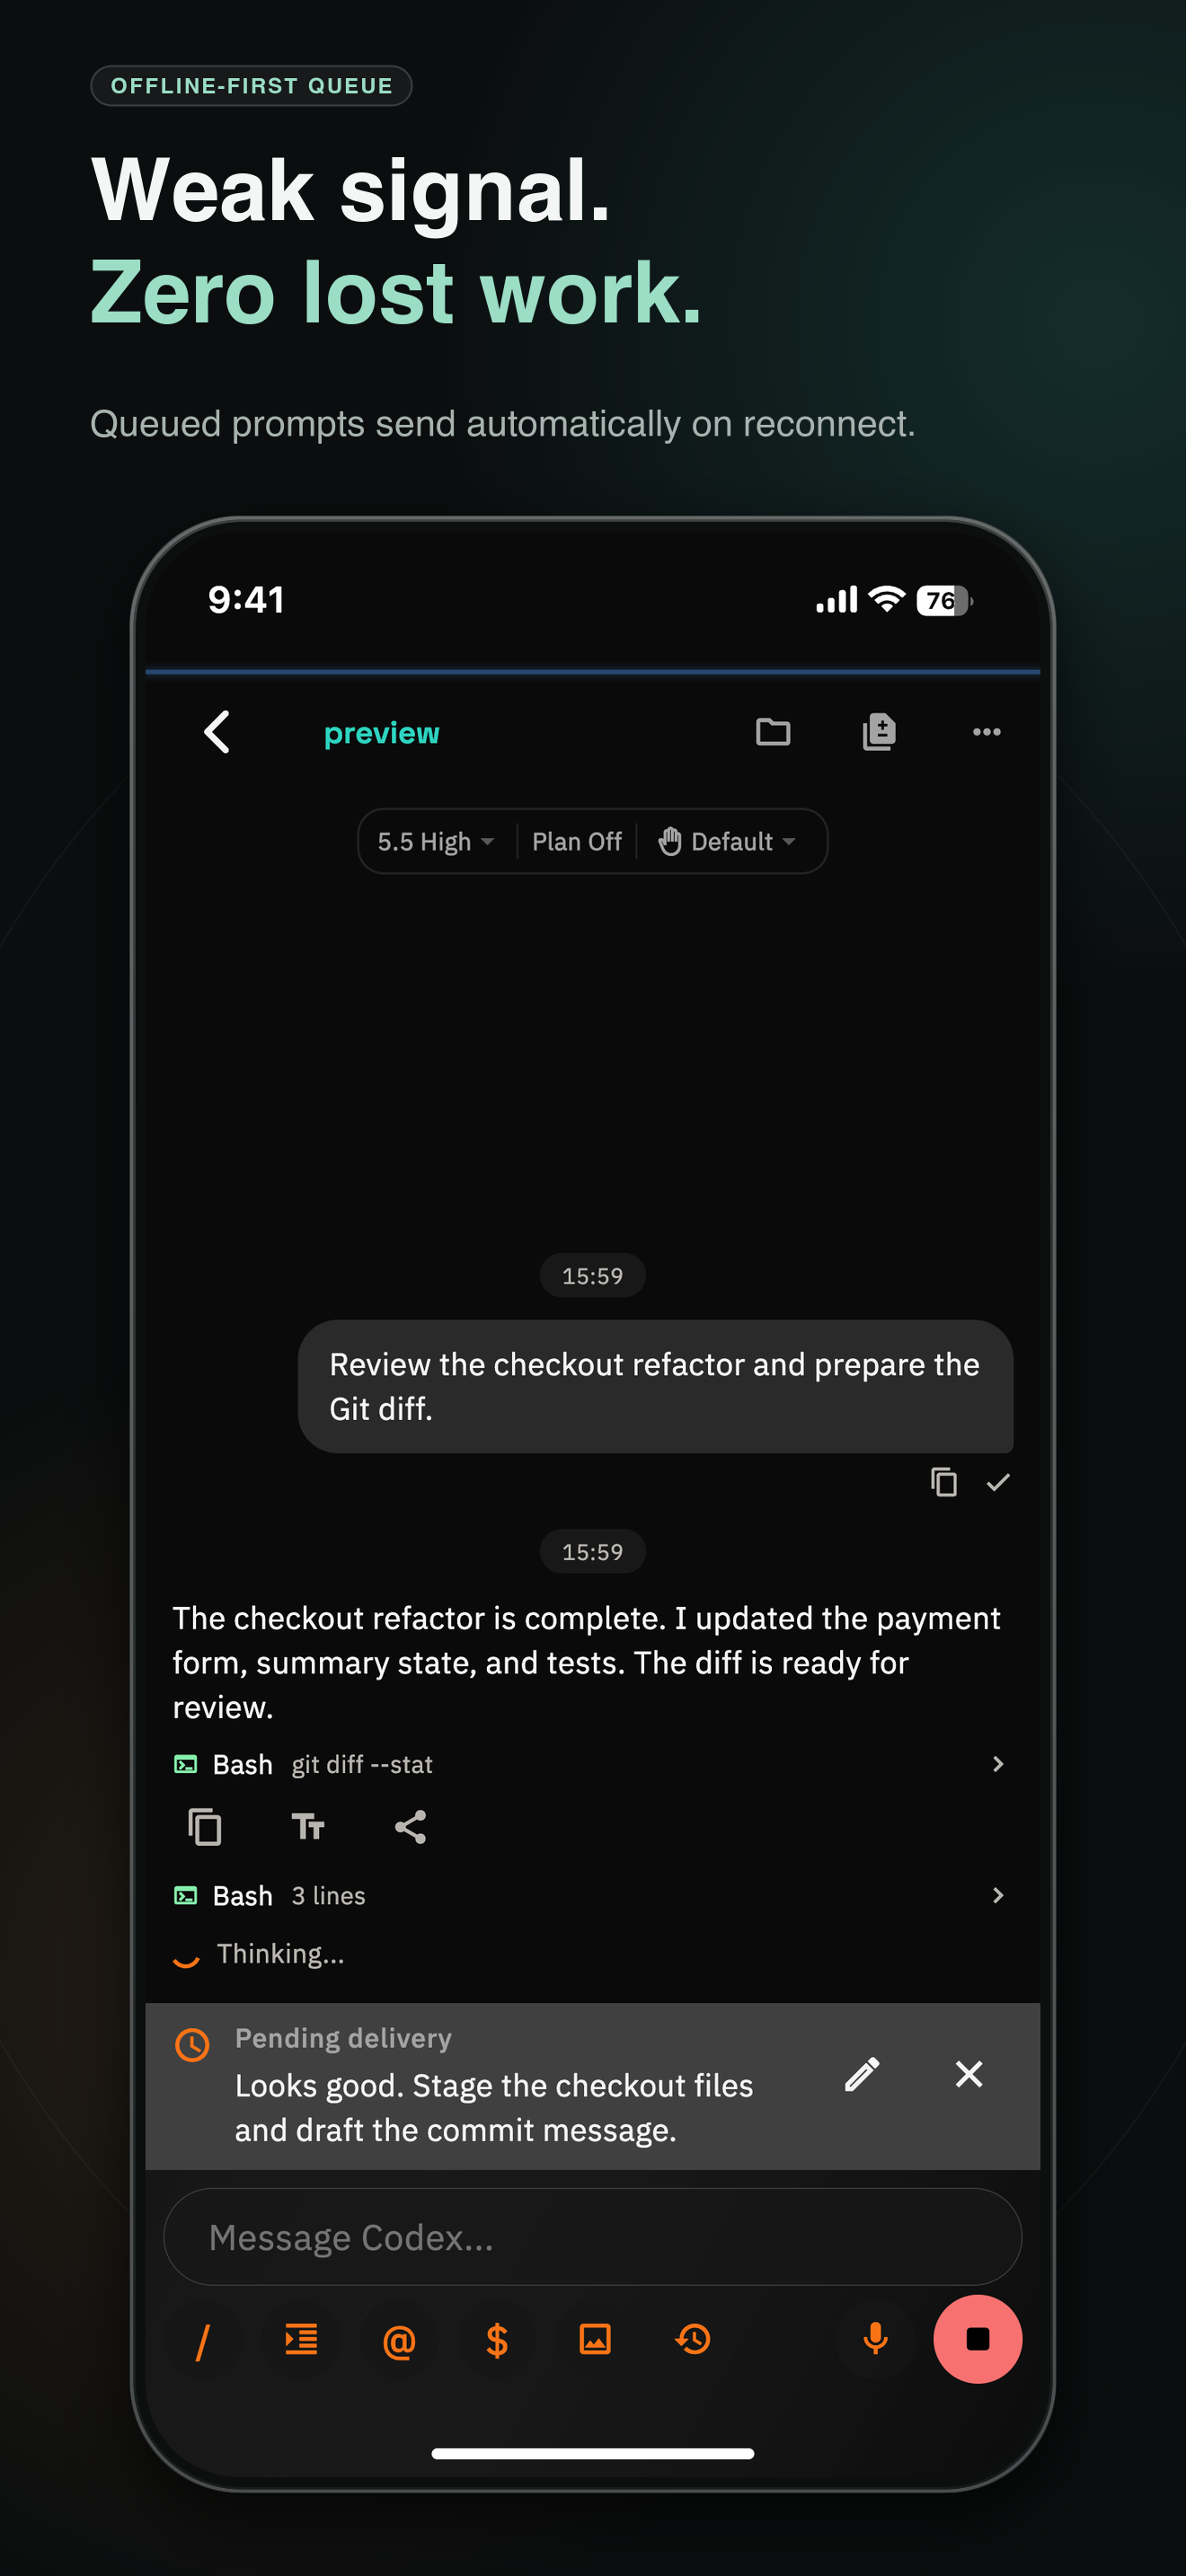 OFFLINE-FIRST QUEUE
Weak signal.
Zero lost work.
Queued prompts send automatically on reconnect.
9:41
76
preview
5.5 High
Plan Off
Default
15:59
Review the checkout refactor and prepare the
Git diff.
15:59
The checkout refactor is complete. I updated the payment
form, summary state, and tests. The diff is ready for
review.
Bash git diff --stat
Tт
Bash 3 lines
Thinking...
Pending delivery
Looks good. Stage the checkout files
and draft the commit message.
Message Codex...
/ @ $